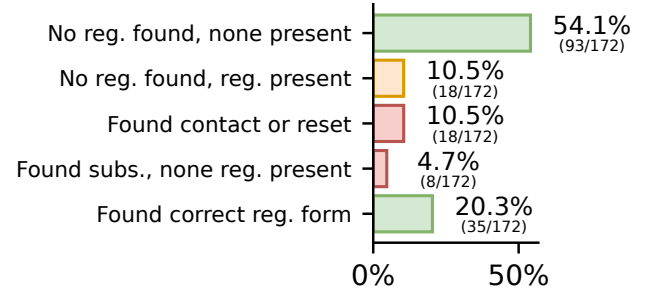 No reg. found, none present
54.1%
(93/172)
No reg. found, reg. present
10.5%
(18/172)
Found contact or reset
10.5%
(18/172)
Found subs., none reg. present
4.7%
(8/172)
Found correct reg. form
20.3%
(35/172)
0%
50%